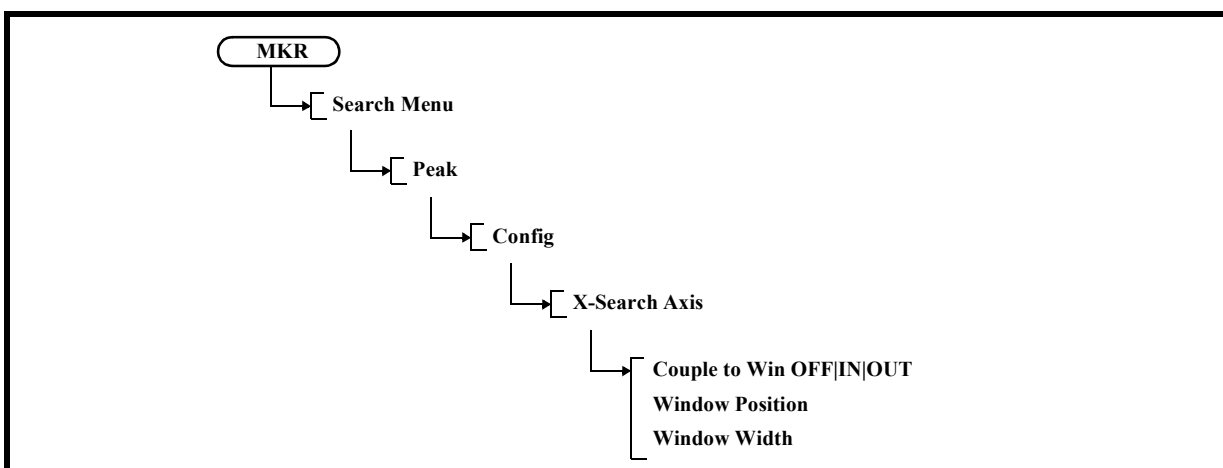 MKR
Search Menu
Peak
Config
X-Search Axis
Couple to Win OFF|IN|OUT
Window Position
Window Width